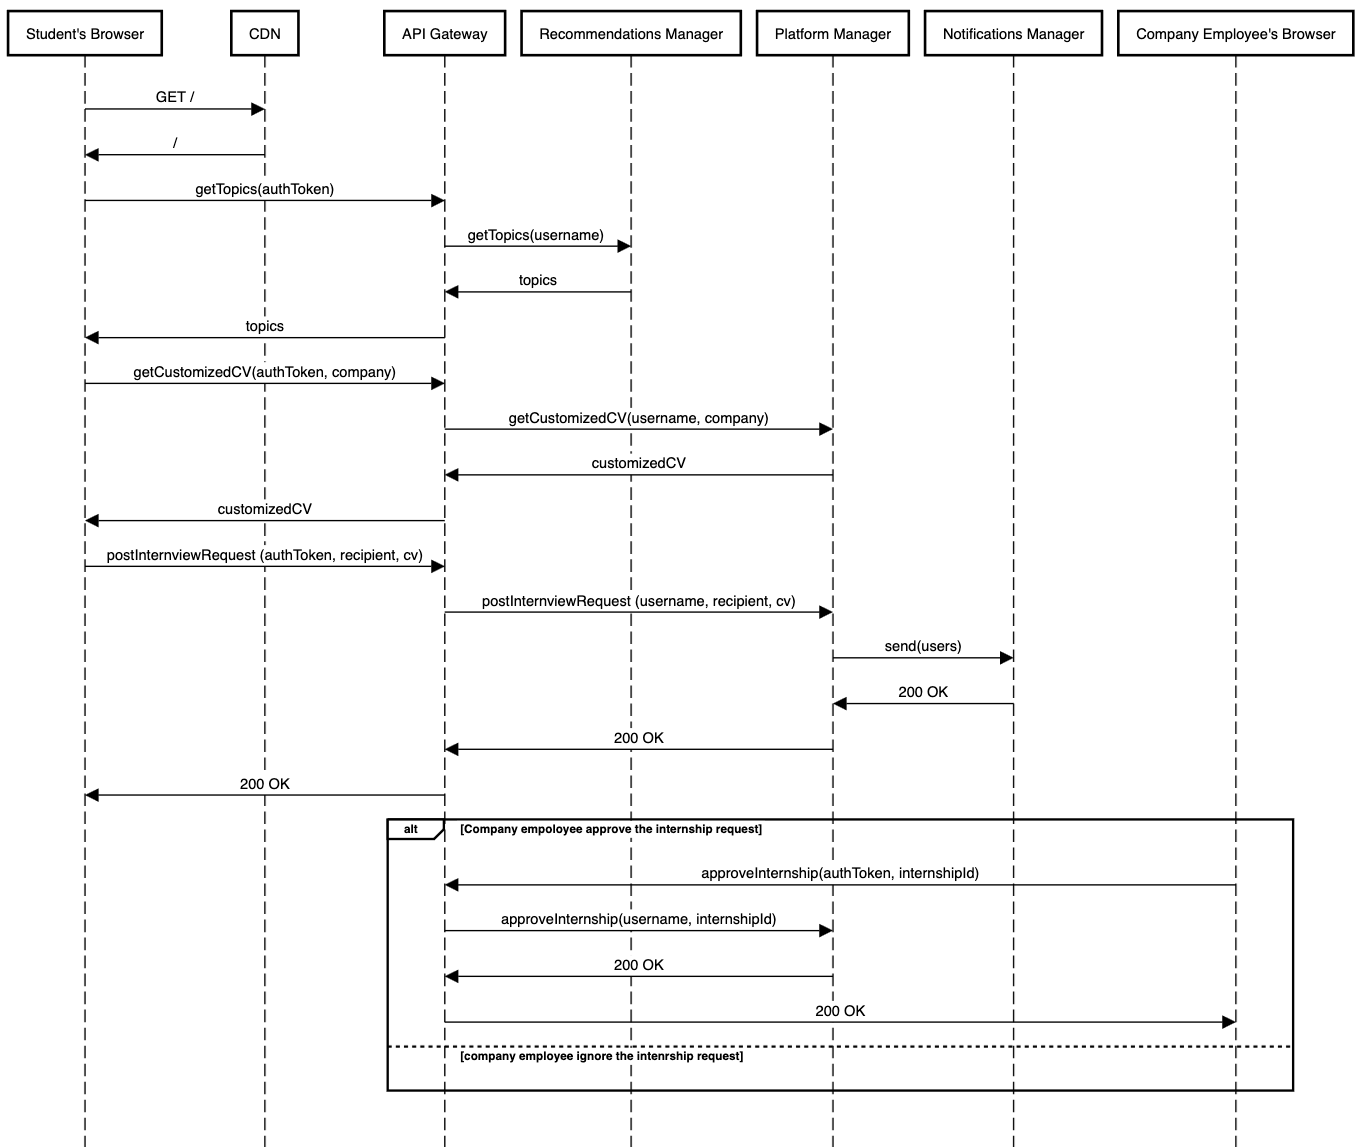 Student's Browser
CDN
API Gateway
Recommendations Manager
Platform Manager
Notifications Manager
Company Employee's Browser
GET /
/
getTopics(authToken)
getTopics(username)
topics
topics
getCustomizedCV(authToken, company)
getCustomizedCV(username, company)
customizedCV
customizedCV
postInternviewRequest (authToken, recipient, cv)
postInternviewRequest (username, recipient, cv)
send(users)
200 OK
200 OK
200 OK
alt
[Company empoloyee approve the internship request]
approveInternship(authToken, internshipId)
approveInternship(username, internshipId)
200 OK
200 OK
[company employee ignore the intenrship request]